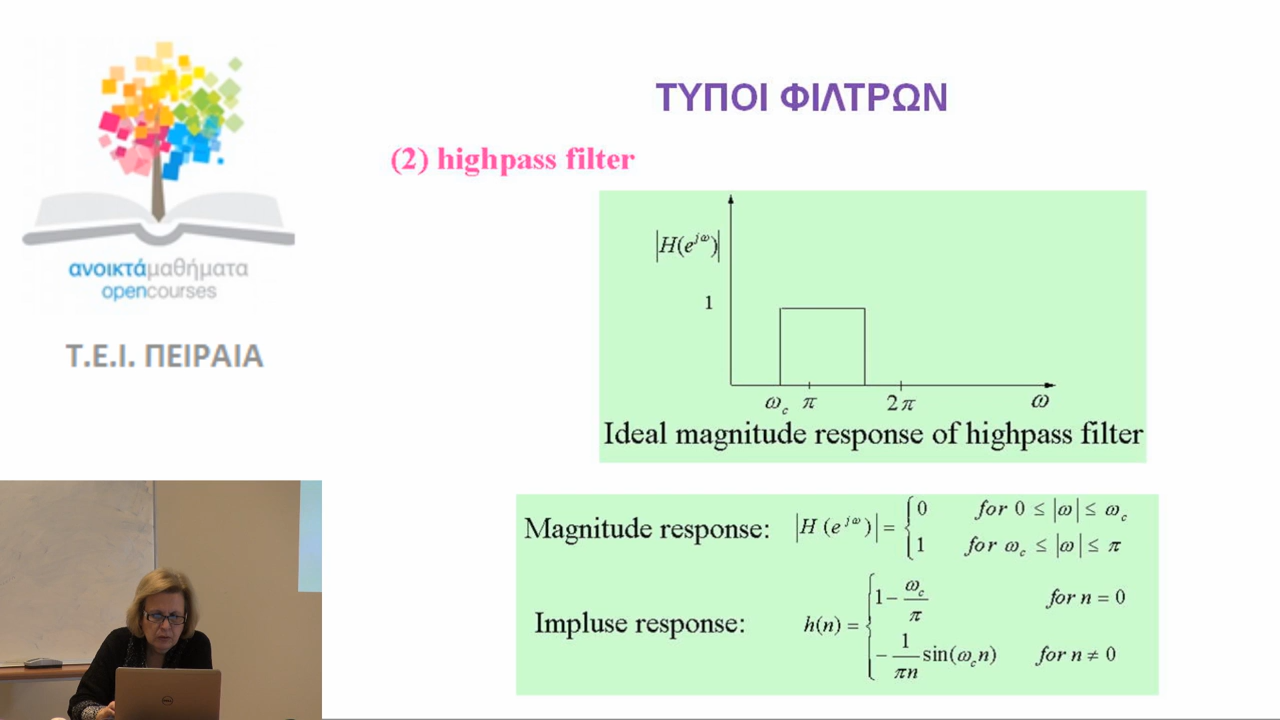 ΤΥΠΟΙ ΦΙΛΤΡΩΝ
(2) highpass filter
|H(e^{jω})|
1
ω_c π 2π ω
Ideal magnitude response of highpass filter
ανοικτάμαθήματα
opencourses
Τ.Ε.Ι. ΠΕΙΡΑΙΑ
Magnitude response: |H (e^{jω})| = { 0 for 0 ≤ |ω| ≤ ω_c
1 for ω_c ≤ |ω| ≤ π
Impluse response: h(n) = { 1 − ω_c/π for n = 0
−1/πn sin(ω_c n) for n ≠ 0